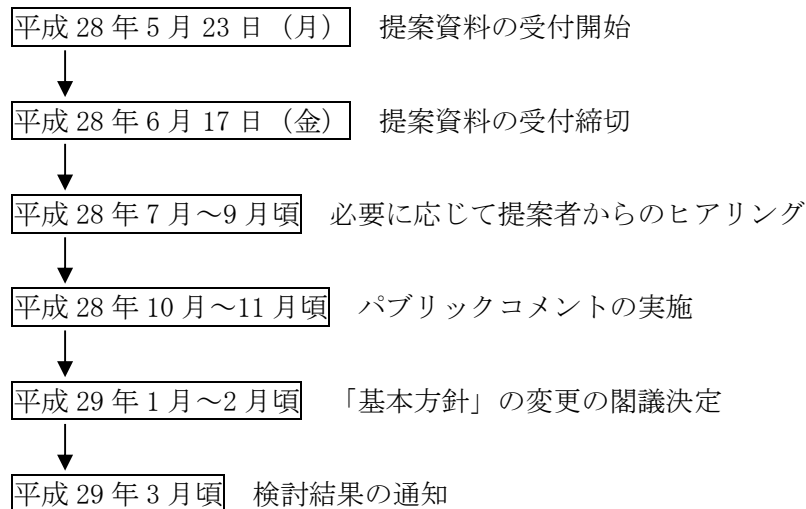 平成 28 年 5 月 23 日（月） 提案資料の受付開始
平成 28 年 6 月 17 日（金） 提案資料の受付締切
平成 28 年 7 月～9 月頃 必要に応じて提案者からのヒアリング
平成 28 年 10 月～11 月頃 パブリックコメントの実施
平成 29 年 1 月～2 月頃 「基本方針」の変更の閣議決定
平成 29 年 3 月頃 検討結果の通知